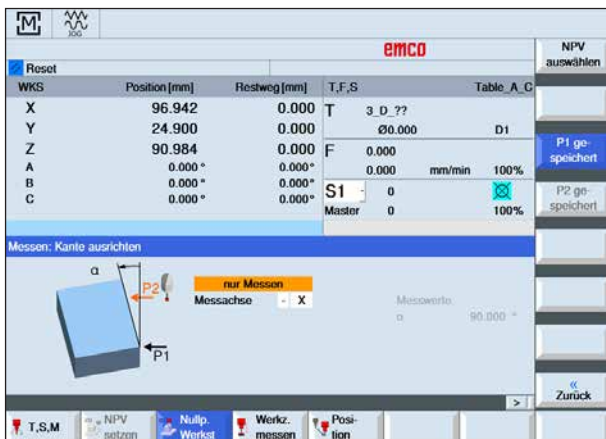 M
JOG
emco
NPV auswählen
Reset
WKS Position [mm] Restweg [mm] T,F,S Table_A_C
X 96.942 0.000 T 3_D_??
Y 24.900 0.000 Ø0.000 D1
Z 90.984 0.000 F 0.000
A 0.000 ° 0.000° 0.000 mm/min 100%
B 0.000 ° 0.000° S1 0
C 0.000 ° 0.000° Master 0 100%
P1 ge-
speichert
P2 ge-
speichert
Messen: Kante ausrichten
α
P2
P1
nur Messen
Messachse - X
Messwerte
α 90.000 °
>
«
Zurück
T,S,M
NPV
setzen
Nullp.
Werkst
Werkz.
messen
Posi-
tion